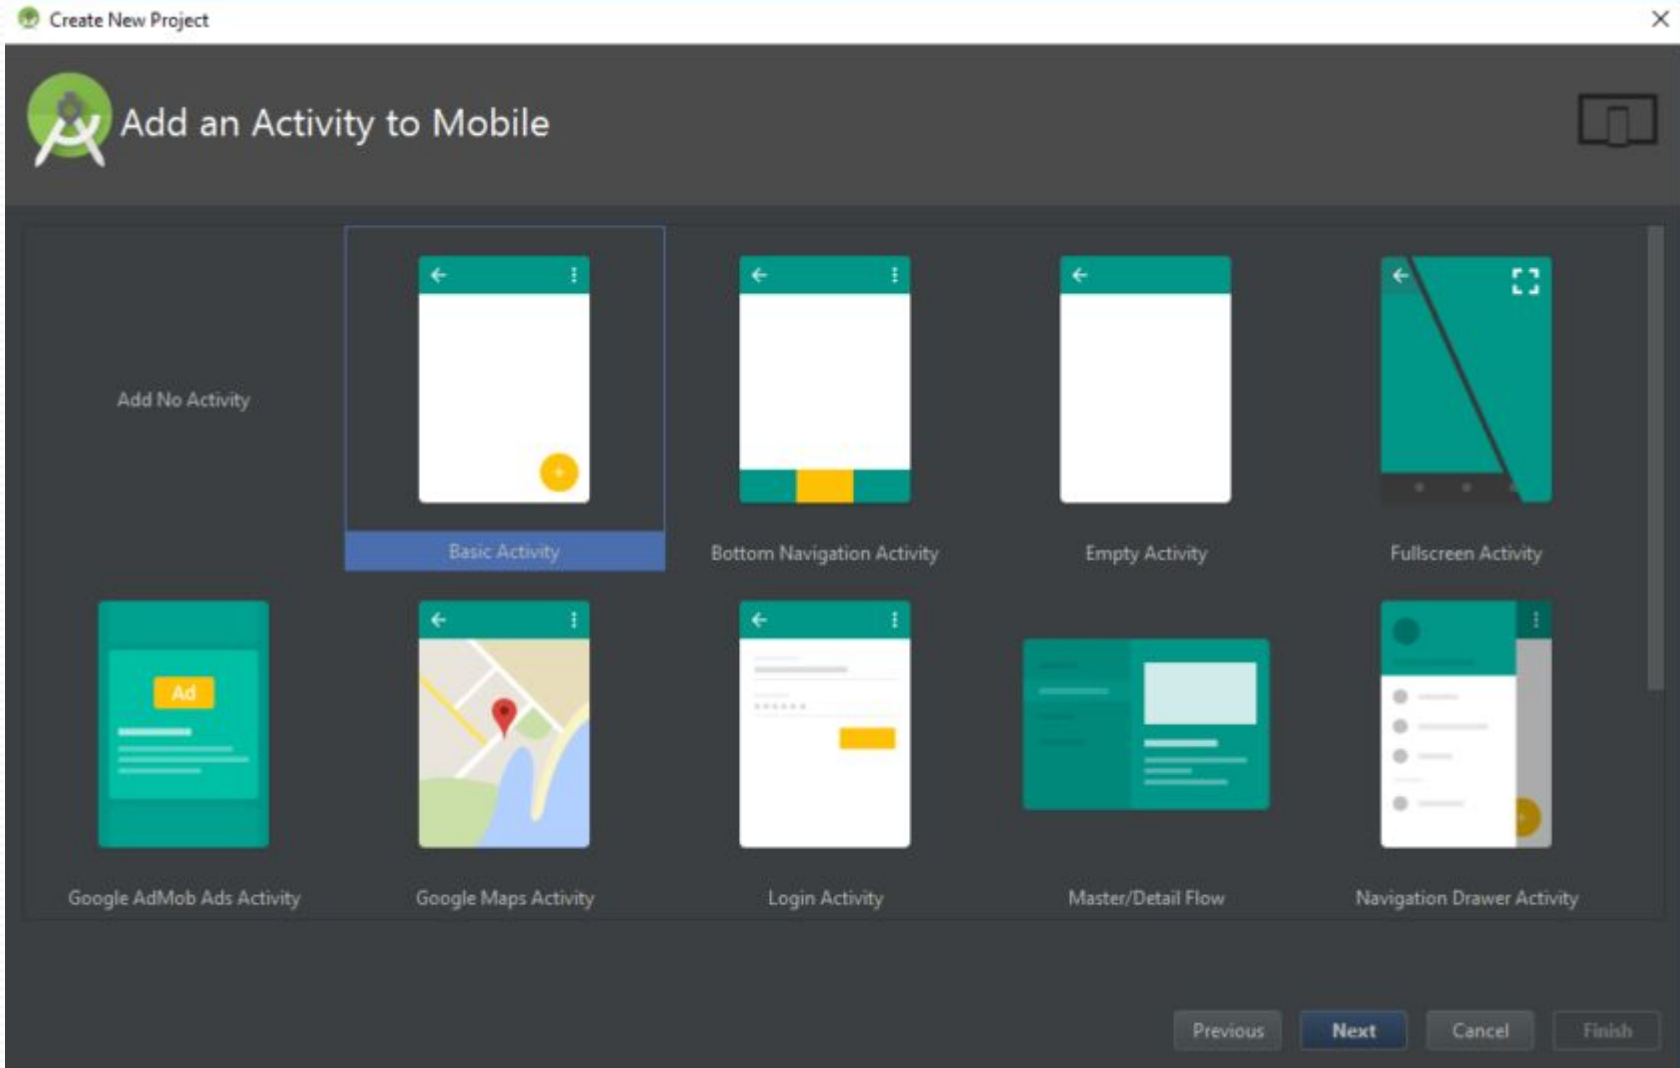 Create New Project
Add an Activity to Mobile
Add No Activity
Basic Activity
Bottom Navigation Activity
Empty Activity
Fullscreen Activity
Ad
Google AdMob Ads Activity
Google Maps Activity
Login Activity
Master/Detail Flow
Navigation Drawer Activity
Previous
Next
Cancel
Finish